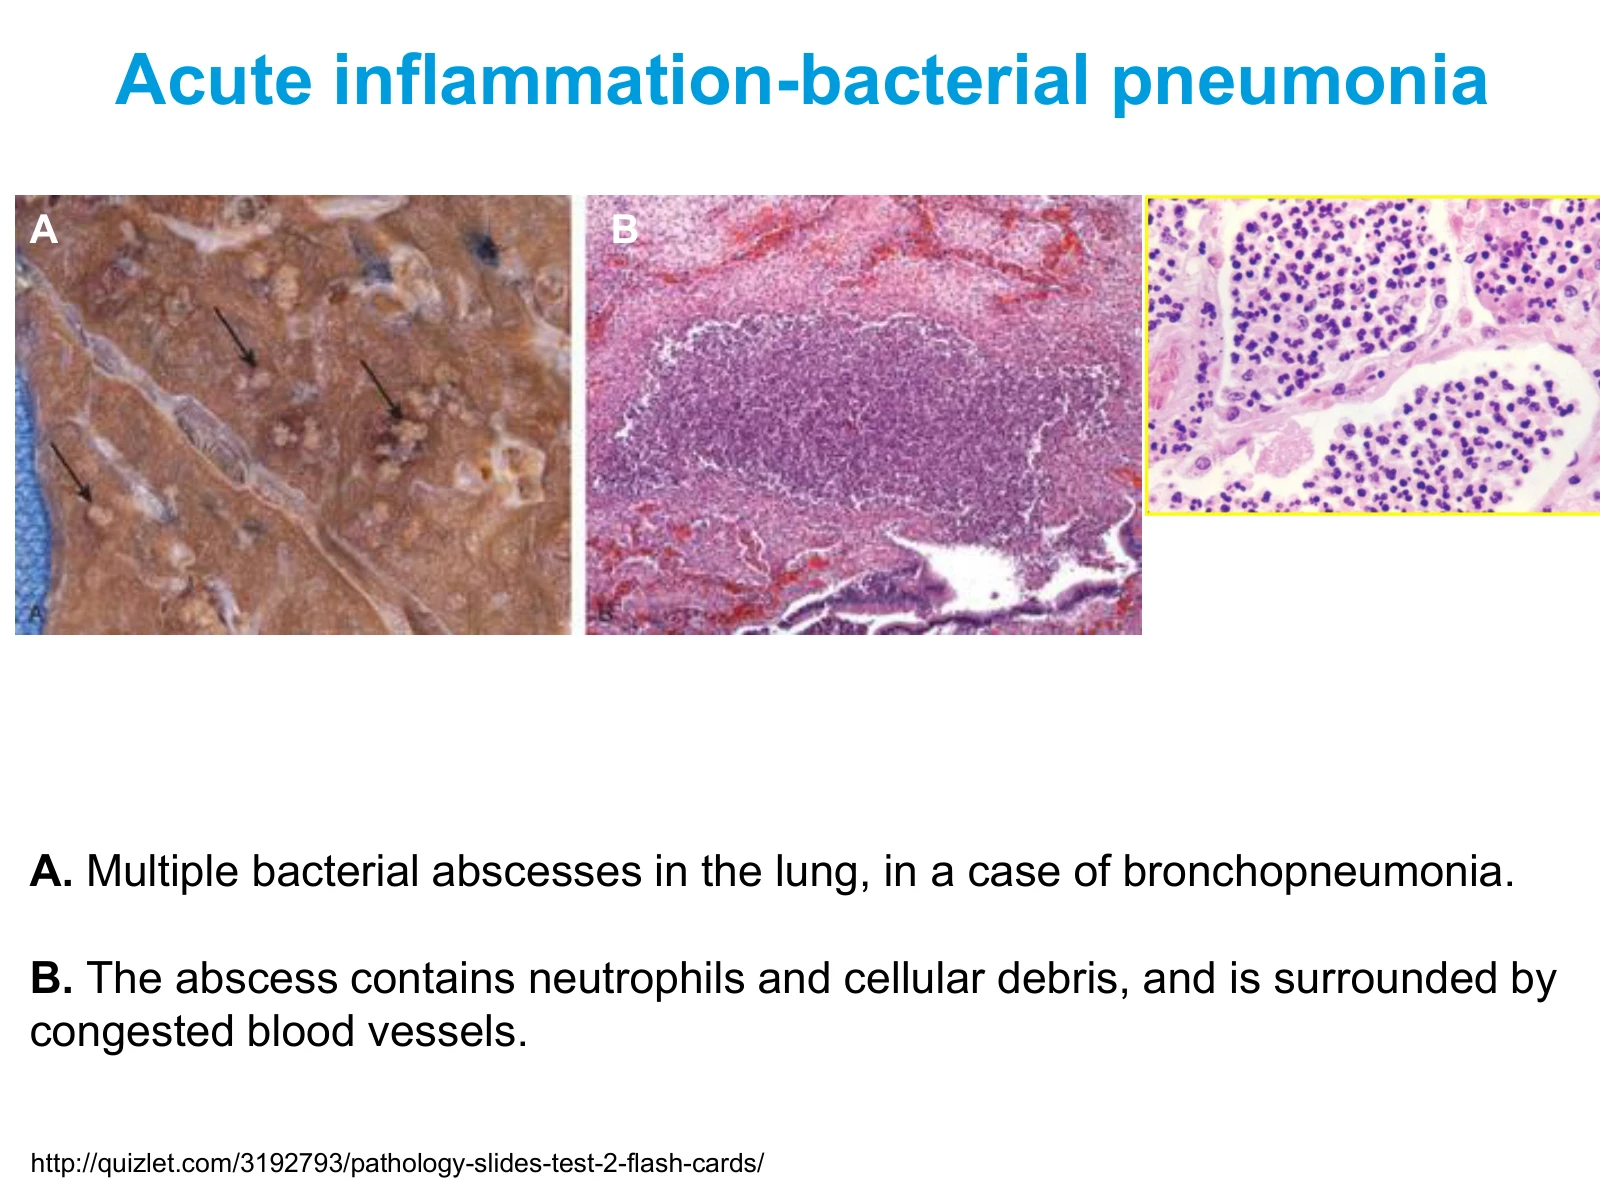 Acute inflammation-bacterial pneumonia
A
B
A
B
A. Multiple bacterial abscesses in the lung, in a case of bronchopneumonia.
B. The abscess contains neutrophils and cellular debris, and is surrounded by
congested blood vessels.
http://quizlet.com/3192793/pathology-slides-test-2-flash-cards/